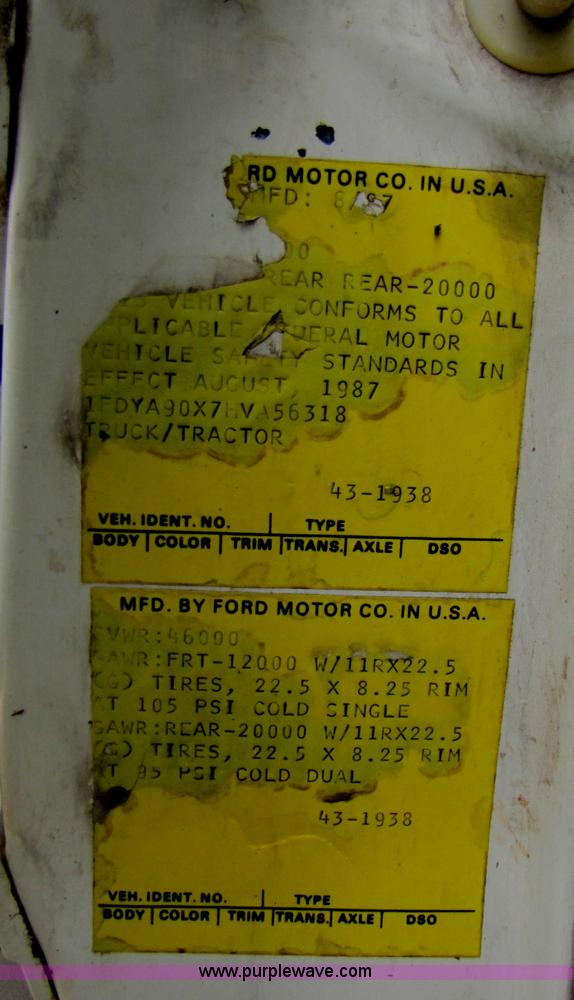 RD MOTOR CO. IN U.S.A.
MFD: 8/87
00
REAR REAR-20000
VEHICLE CONFORMS TO ALL
PPLICABLE ERAL MOTOR
VEHICLE SAFETY STANDARDS IN
EFFECT AUGUST, 1987
1FDYA90X7HVA56318
TRUCK/TRACTOR
43-1938
VEH. IDENT. NO. | TYPE
BODY | COLOR | TRIM | TRANS. | AXLE | DSO
MFD. BY FORD MOTOR CO. IN U.S.A.
GVWR:46000
GAWR:FRT-12000 W/11RX22.5
(G) TIRES, 22.5 X 8.25 RIM
AT 105 PSI COLD SINGLE
GAWR:REAR-20000 W/11RX22.5
(G) TIRES, 22.5 X 8.25 RIM
AT 95 PSI COLD DUAL
43-1938
VEH. IDENT. NO. | TYPE
BODY | COLOR | TRIM | TRANS. | AXLE | DSO
www.purplewave.com